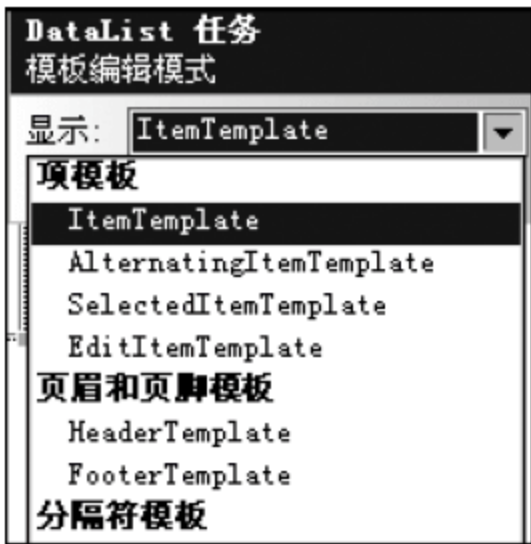 DataList 任务
模板编辑模式
显示: ItemTemplate
项模板
ItemTemplate
AlternatingItemTemplate
SelectedItemTemplate
EditItemTemplate
页眉和页脚模板
HeaderTemplate
FooterTemplate
分隔符模板